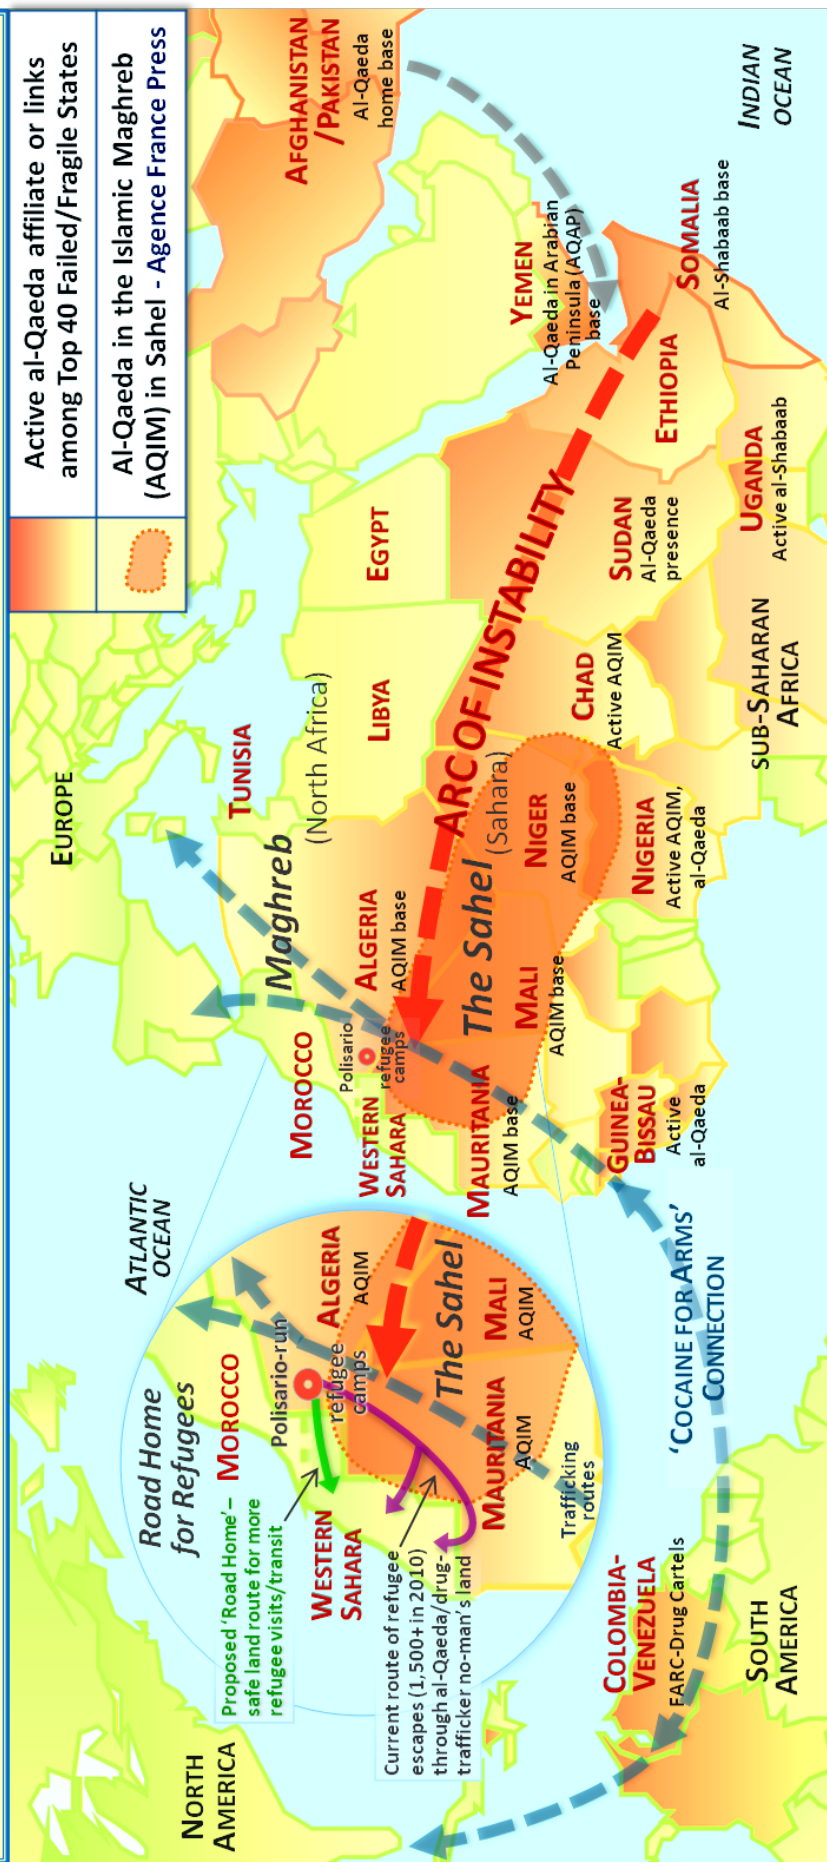 Active al-Qaeda affiliate or links
among Top 40 Failed/Fragile States
Al-Qaeda in the Islamic Maghreb
(AQIM) in Sahel - Agence France Press
NORTH
AMERICA
ATLANTIC
OCEAN
EUROPE
Road Home
for Refugees
MOROCCO
Polisario-run
refugee
camps
ALGERIA
AQIM
The Sahel
MALI
AQIM
MAURITANIA
AQIM
Trafficking
routes
WESTERN
SAHARA
Proposed 'Road Home' –
safe land route for more
refugee visits/transit
Current route of refugee
escapes (1,500+ in 2010)
through al-Qaeda/drug-
trafficker no-man's land
COLOMBIA-
VENEZUELA
FARC-Drug Cartels
SOUTH
AMERICA
'COCAINE FOR ARMS'
CONNECTION
MOROCCO
Polisario
refugee
camps
WESTERN
SAHARA
MAURITANIA
AQIM base
GUINEA-
BISSAU
Active
al-Qaeda
Maghreb
(North Africa)
TUNISIA
ALGERIA
AQIM base
The Sahel
(Sahara)
MALI
AQIM base
NIGER
AQIM base
NIGERIA
Active AQIM,
al-Qaeda
LIBYA
CHAD
Active AQIM
SUB-SAHARAN
AFRICA
ARC OF INSTABILITY
EGYPT
SUDAN
Al-Qaeda
presence
UGANDA
Active al-Shabaab
ETHIOPIA
YEMEN
Al-Qaeda in Arabian
Peninsula (AQAP)
base
SOMALIA
Al-Shabaab base
AFGHANISTAN
/PAKISTAN
Al-Qaeda
home base
INDIAN
OCEAN